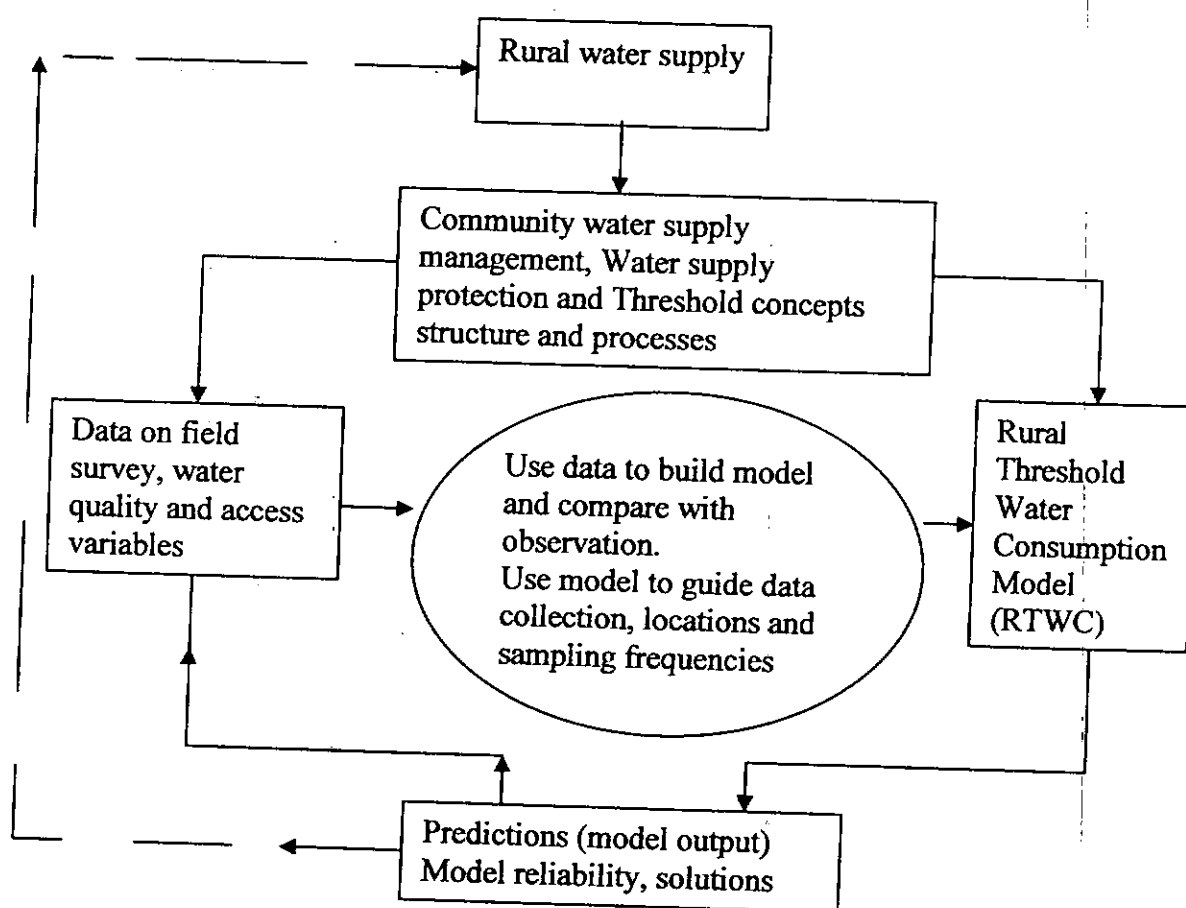 Rural water supply
Community water supply
management, Water supply
protection and Threshold concepts
structure and processes
Data on field
survey, water
quality and access
variables
Use data to build model
and compare with
observation.
Use model to guide data
collection, locations and
sampling frequencies
Rural
Threshold
Water
Consumption
Model
(RTWC)
Predictions (model output)
Model reliability, solutions